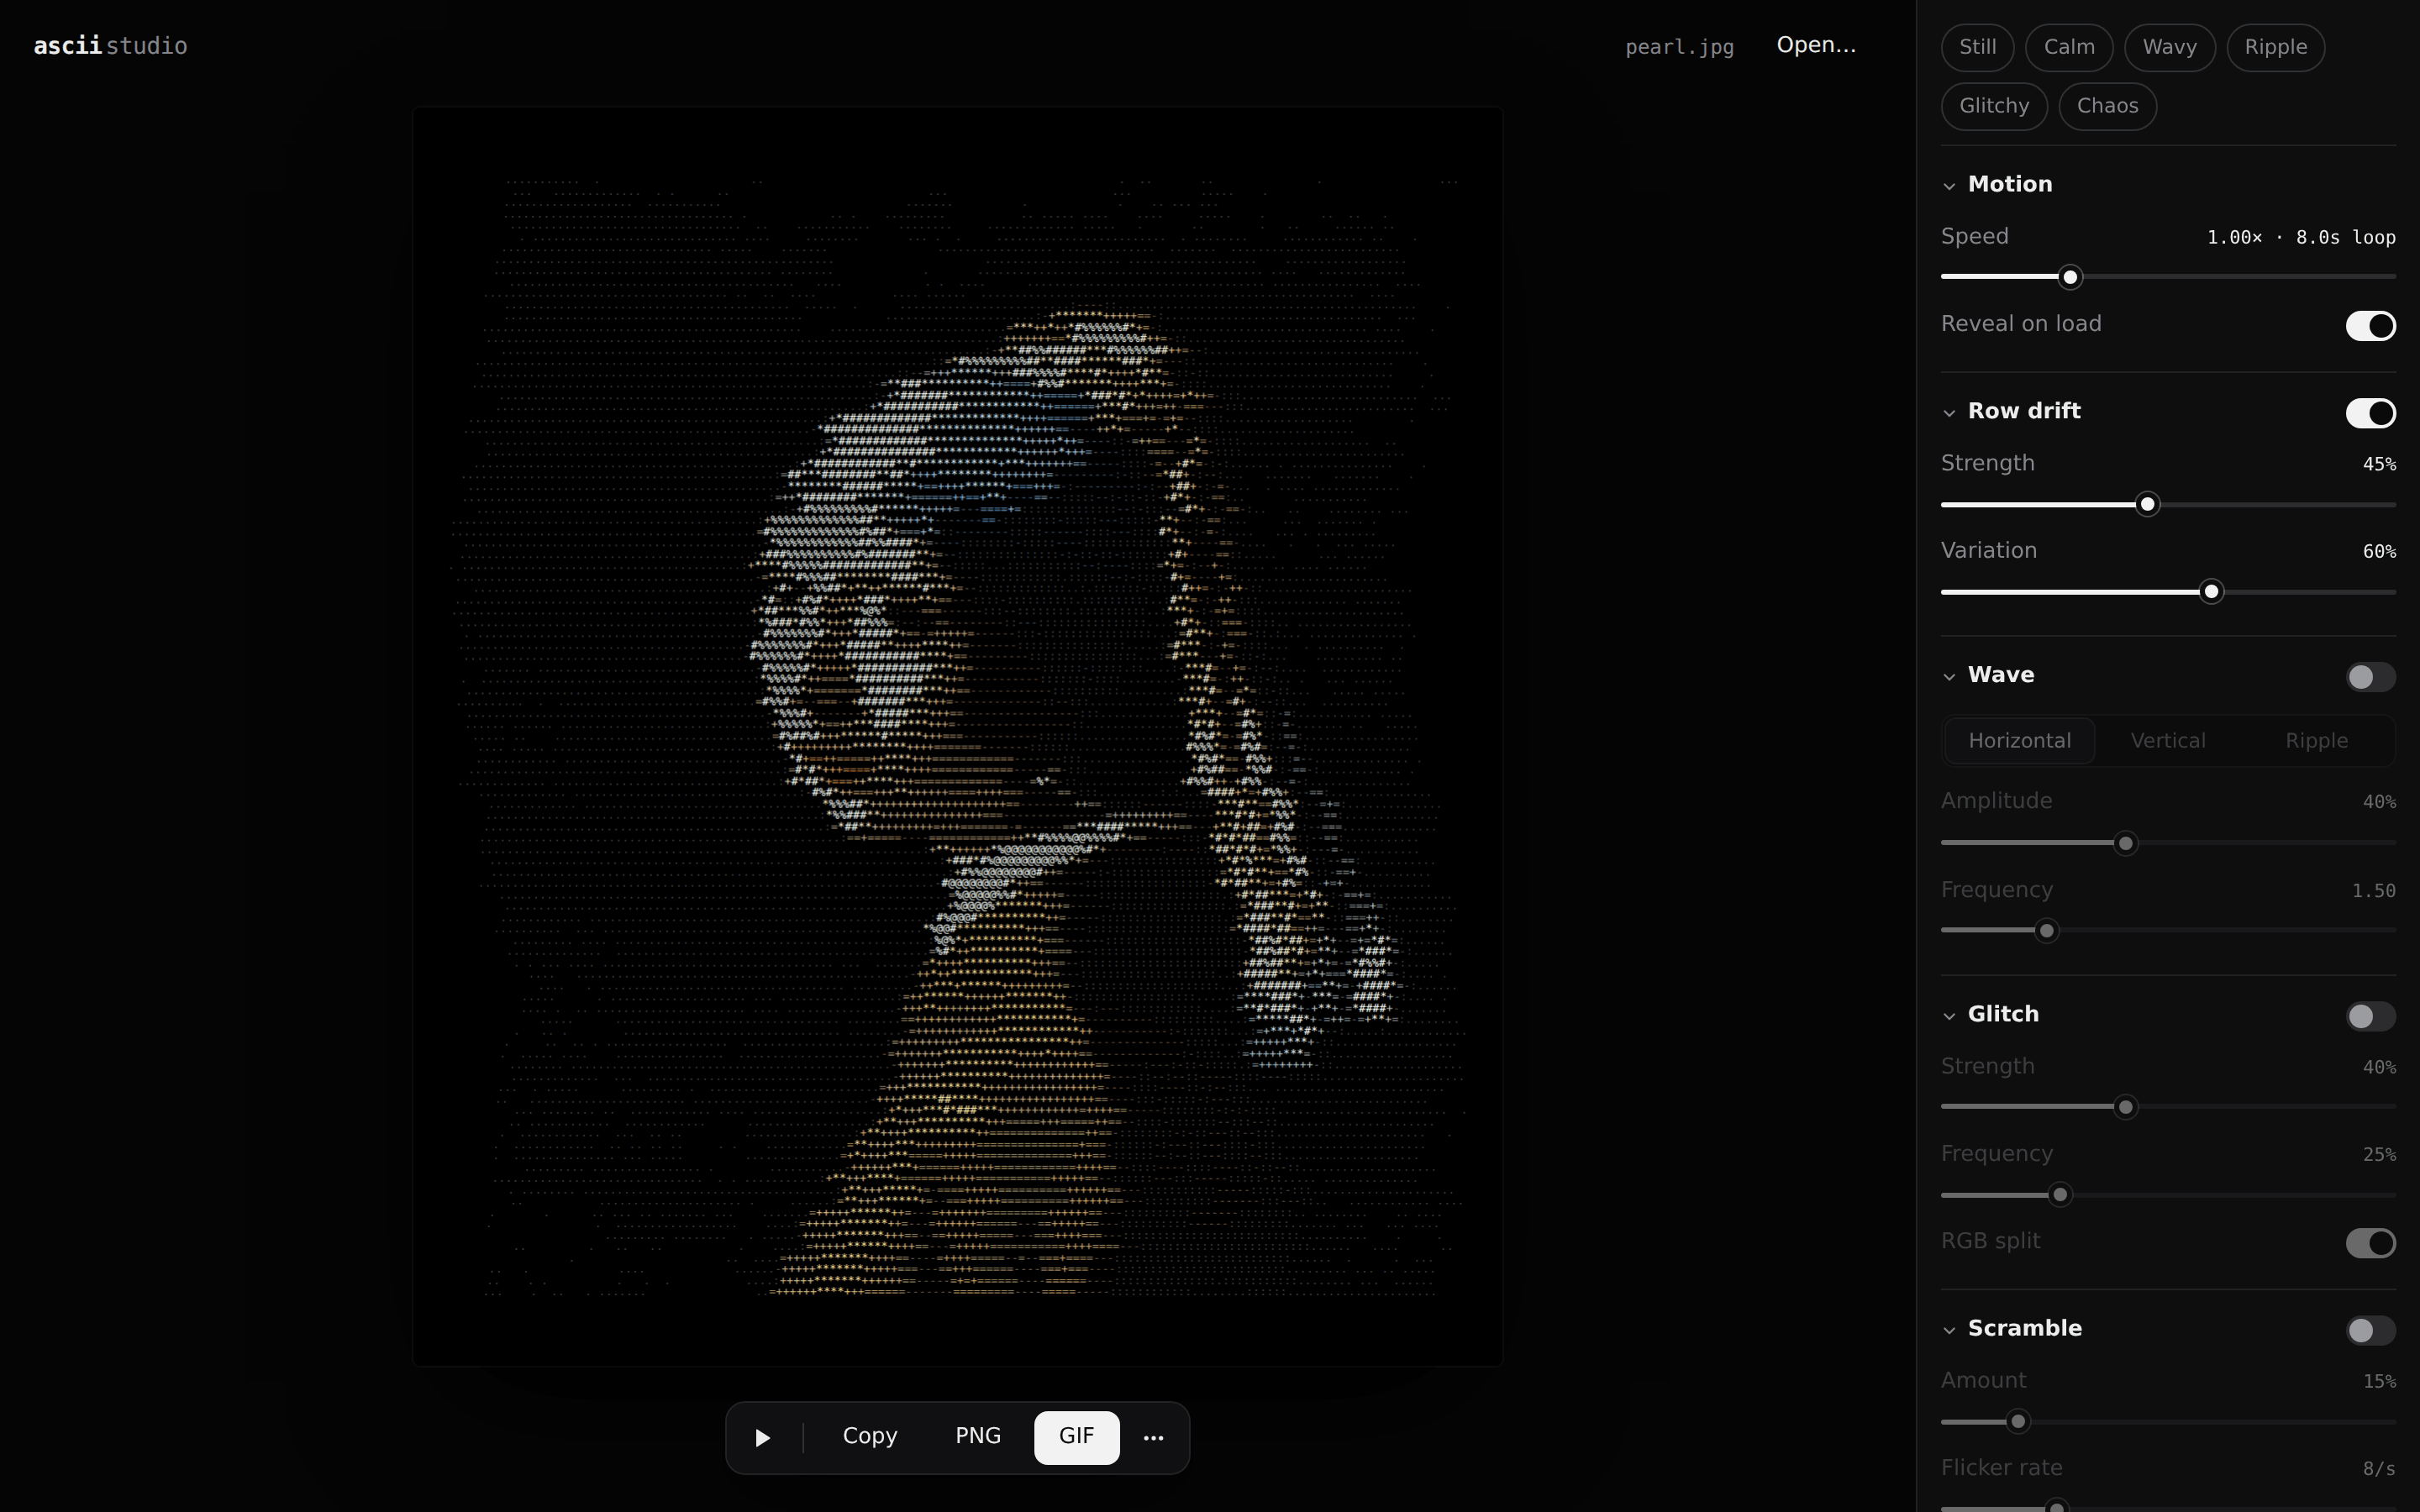 asciistudio
pearl.jpg
Open...
Still
Calm
Wavy
Ripple
Glitchy
Chaos
Motion
Speed
1.00× · 8.0s loop
Reveal on load
Row drift
Strength
45%
Variation
60%
Wave
Horizontal
Vertical
Ripple
Amplitude
40%
Frequency
1.50
Glitch
Strength
40%
Frequency
25%
RGB split
Scramble
Amount
15%
Flicker rate
8/s
Copy
PNG
GIF